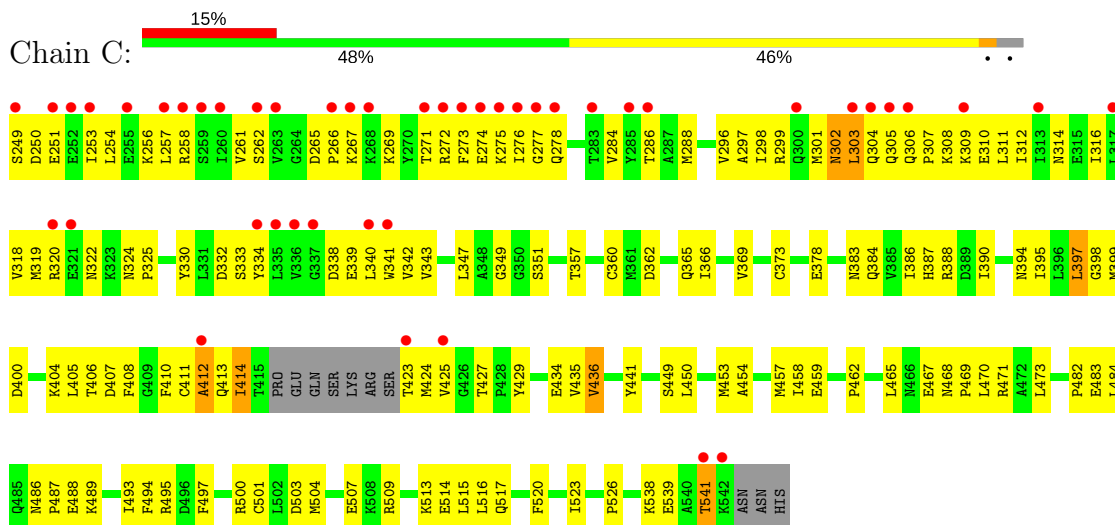 15%
Chain C:
48%
46%
•
•
S249 D250 E251 E252 I253 L254 E255 K256 L257 R258 S259 I260 V261 S262 V263 G264 D265 P266 K267 K268 K269 Y270 T271 R272 F273 E274 K275 I276 G277 Q278 T283 V284 Y285 T286 A287 M288 V296 A297 I298 R299 Q300 M301 N302 L303 Q304 Q305 Q306 P307 K308 K309 E310 L311 I312 I313 N314 E315 I316 L317
V318 M319 R320 E321 N322 K323 N324 P325 Y330 L331 D332 S333 Y334 L335 V336 G337 D338 E339 L340 W341 V342 V343 L347 A348 G349 G350 S351 T357 C360 M361 D362 Q365 I366 V369 C373 E378 N383 Q384 V385 I386 H387 R388 D389 I390 N394 I395 L396 L397 G398 M399
D400 K404 L405 T406 D407 F408 G409 F410 C411 A412 Q413 I414 T415 PRO GLU GLN SER LYS ARG SER T423 M424 V425 G426 T427 P428 Y429 E434 V435 V436 Y441 S449 L450 M453 A454 M457 I458 E459 P462 L465 N466 E467 N468 P469 L470 R471 A472 L473 P482 E483 L484
Q485 N486 P487 E488 K489 I493 F494 R495 D496 F497 R500 C501 L502 D503 M504 E507 K508 R509 K513 E514 L515 L516 Q517 F520 I523 P526 K538 E539 A540 T541 K542 ASN ASN HIS